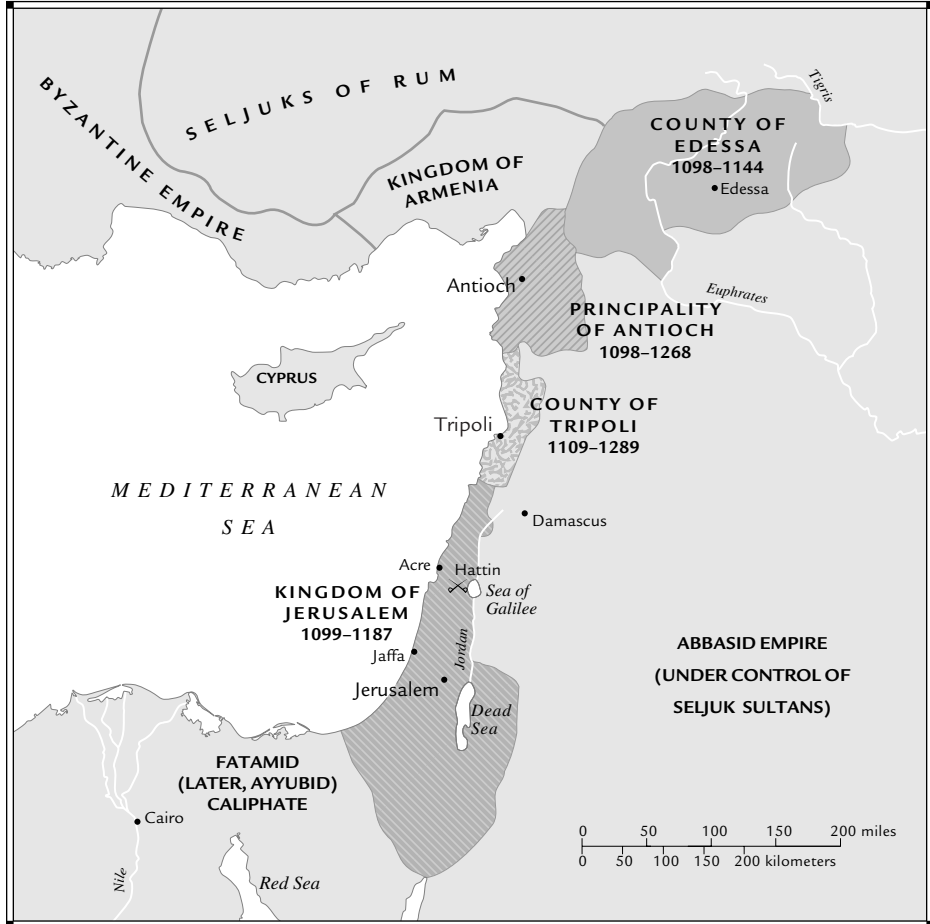 BYZANTINE EMPIRE
SELJUKS OF RUM
KINGDOM OF
ARMENIA
Tigris
COUNTY OF
EDESSA
1098–1144
Edessa
Antioch
Euphrates
PRINCIPALITY
OF ANTIOCH
1098–1268
CYPRUS
COUNTY OF
TRIPOLI
1109–1289
Tripoli
MEDITERRANEAN
SEA
Damascus
Acre
Hattin
Sea of
Galilee
KINGDOM OF
JERUSALEM
1099–1187
Jaffa
Jordan
Jerusalem
Dead
Sea
ABBASID EMPIRE
(UNDER CONTROL OF
SELJUK SULTANS)
FATAMID
(LATER, AYYUBID)
CALIPHATE
Cairo
Nile
Red Sea
0 50 100 150 200 miles
0 50 100 150 200 kilometers